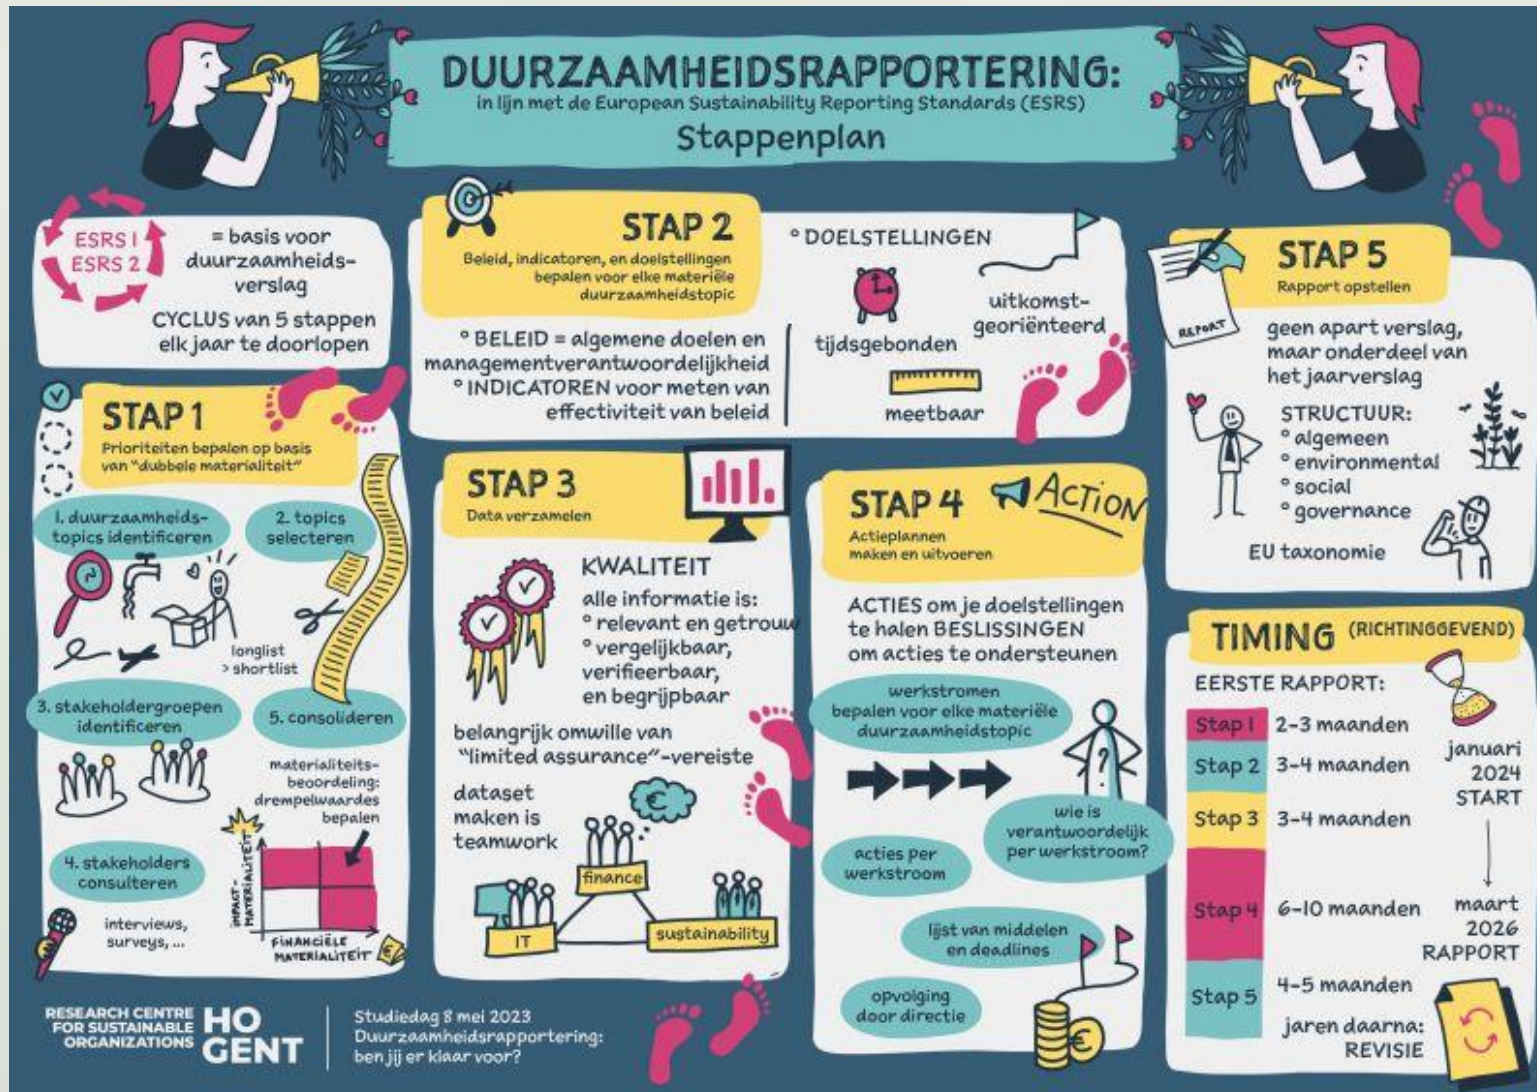 DUURZAAMHEIDSRAPPORTERING:
in lijn met de European Sustainability Reporting Standards (ESRS)
Stappenplan
ESRS 1
ESRS 2
= basis voor
duurzaamheids-
verslag
CYCLUS van 5 stappen
elk jaar te doorlopen
STAP 1
Prioriteiten bepalen op basis
van "dubbele materialiteit"
1. duurzaamheids-
topics identificeren
2. topics
selecteren
longlist
> shortlist
3. stakeholdergroepen
identificeren
5. consolideren
materialiteits-
beoordeling:
drempelwaardes
bepalen
4. stakeholders
consulteren
interviews,
surveys, ...
IMPACT-
MATERIALITEIT
FINANCIËLE
MATERIALITEIT
STAP 2
Beleid, indicatoren, en doelstellingen
bepalen voor elke materiële
duurzaamheidstopic
° BELEID = algemene doelen en
managementverantwoordelijkheid
° INDICATOREN voor meten van
effectiviteit van beleid
° DOELSTELLINGEN
tijdsgebonden
uitkomst-
georiënteerd
meetbaar
STAP 3
Data verzamelen
KWALITEIT
alle informatie is:
° relevant en getrouw
° vergelijkbaar,
verifieerbaar,
en begrijpbaar
belangrijk omwille van
"limited assurance"-vereiste
dataset
maken is
teamwork
€
finance
IT
sustainability
STAP 4
ACTION
Actieplannen
maken en uitvoeren
ACTIES om je doelstellingen
te halen BESLISSINGEN
om acties te ondersteunen
werkstromen
bepalen voor elke materiële
duurzaamheidstopic
?
wie is
verantwoordelijk
per werkstroom?
acties per
werkstroom
lijst van middelen
en deadlines
opvolging
door directie
€
REPORT
STAP 5
Rapport opstellen
geen apart verslag,
maar onderdeel van
het jaarverslag
STRUCTUUR:
° algemeen
° environmental
° social
° governance
EU taxonomie
TIMING (RICHTINGGEVEND)
EERSTE RAPPORT:
Stap 1 2-3 maanden
Stap 2 3-4 maanden
Stap 3 3-4 maanden
Stap 4 6-10 maanden
Stap 5 4-5 maanden
januari
2024
START
maart
2026
RAPPORT
jaren daarna:
REVISIE
RESEARCH CENTRE
FOR SUSTAINABLE
ORGANIZATIONS
HO
GENT
Studiedag 8 mei 2023
Duurzaamheidsrapportering:
ben jij er klaar voor?